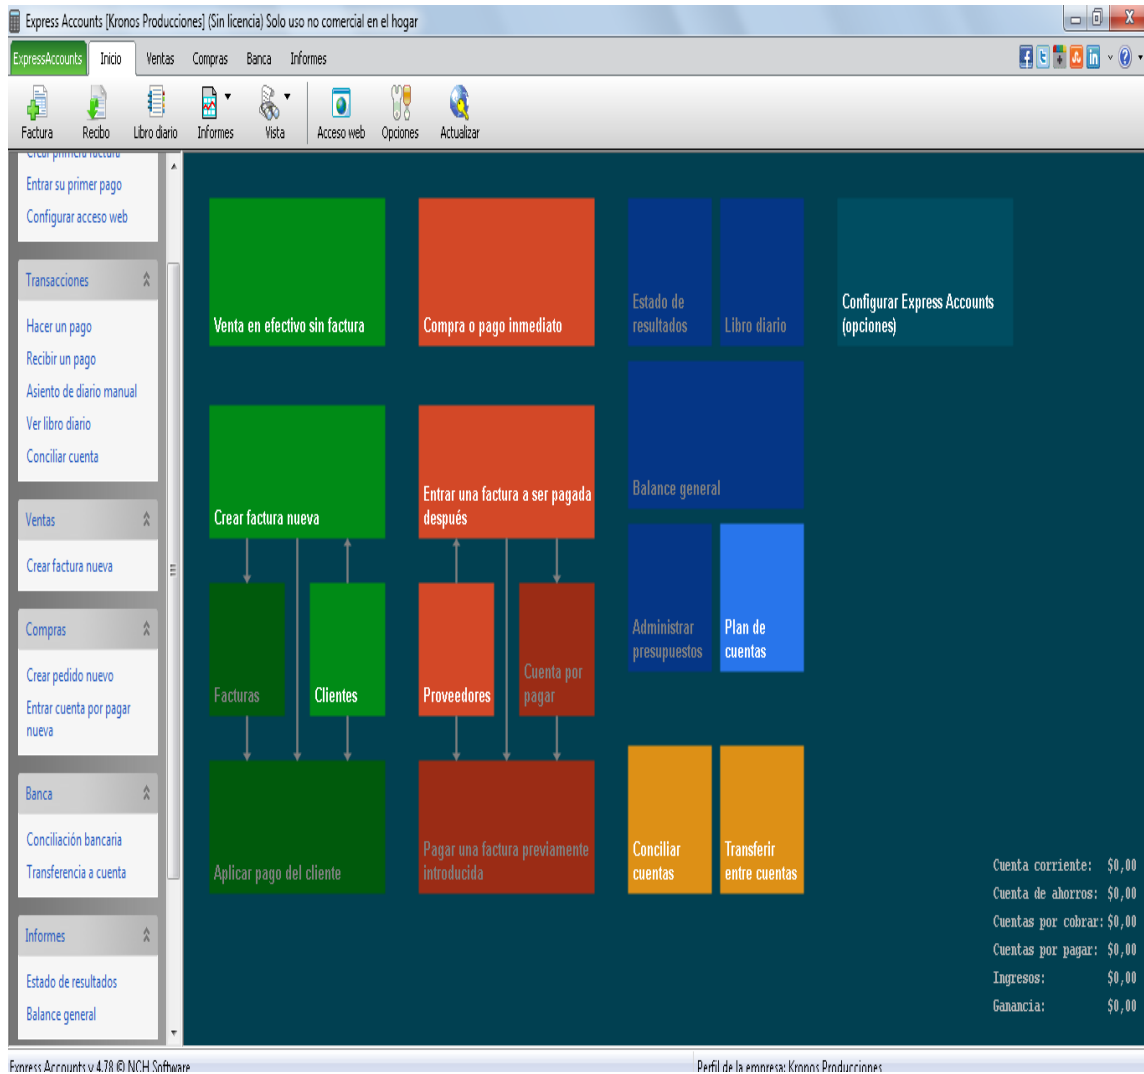 Express Accounts [Kronos Producciones] (Sin licencia) Solo uso no comercial en el hogar
ExpressAccounts Inicio Ventas Compras Banca Informes
Factura Recibo Libro diario Informes Vista Acceso web Opciones Actualizar
Crear primera factura
Entrar su primer pago
Configurar acceso web
Transacciones
Hacer un pago
Recibir un pago
Asiento de diario manual
Ver libro diario
Conciliar cuenta
Ventas
Crear factura nueva
Compras
Crear pedido nuevo
Entrar cuenta por pagar
nueva
Banca
Conciliación bancaria
Transferencia a cuenta
Informes
Estado de resultados
Balance general
Venta en efectivo sin factura
Compra o pago inmediato
Estado de
resultados
Libro diario
Configurar Express Accounts
(opciones)
Crear factura nueva
Entrar una factura a ser pagada
después
Balance general
Facturas
Clientes
Proveedores
Cuenta por
pagar
Administrar
presupuestos
Plan de
cuentas
Aplicar pago del cliente
Pagar una factura previamente
introducida
Conciliar
cuentas
Transferir
entre cuentas
Cuenta corriente: $0,00
Cuenta de ahorros: $0,00
Cuentas por cobrar: $0,00
Cuentas por pagar: $0,00
Ingresos: $0,00
Ganancia: $0,00
Express Accounts v 4.78 © NCH Software
Perfil de la empresa: Kronos Producciones